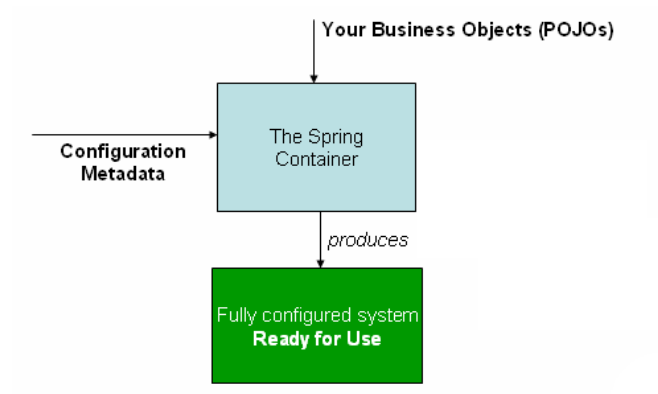 Your Business Objects (POJOs)
The Spring
Container
Configuration
Metadata
produces
Fully configured system
Ready for Use